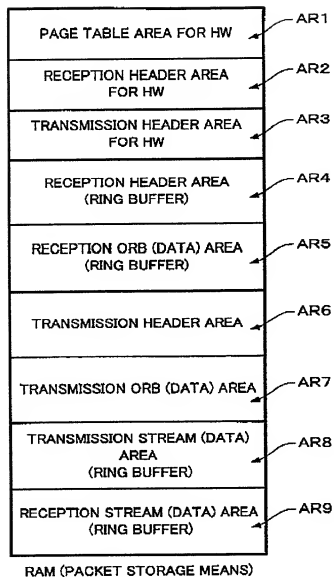 PAGE TABLE AREA FOR HW
AR1
RECEPTION HEADER AREA
FOR HW
AR2
TRANSMISSION HEADER AREA
FOR HW
AR3
RECEPTION HEADER AREA
(RING BUFFER)
AR4
RECEPTION ORB (DATA) AREA
(RING BUFFER)
AR5
TRANSMISSION HEADER AREA
AR6
TRANSMISSION ORB (DATA) AREA
AR7
TRANSMISSION STREAM (DATA)
AREA
(RING BUFFER)
AR8
RECEPTION STREAM (DATA) AREA
(RING BUFFER)
AR9
RAM (PACKET STORAGE MEANS)